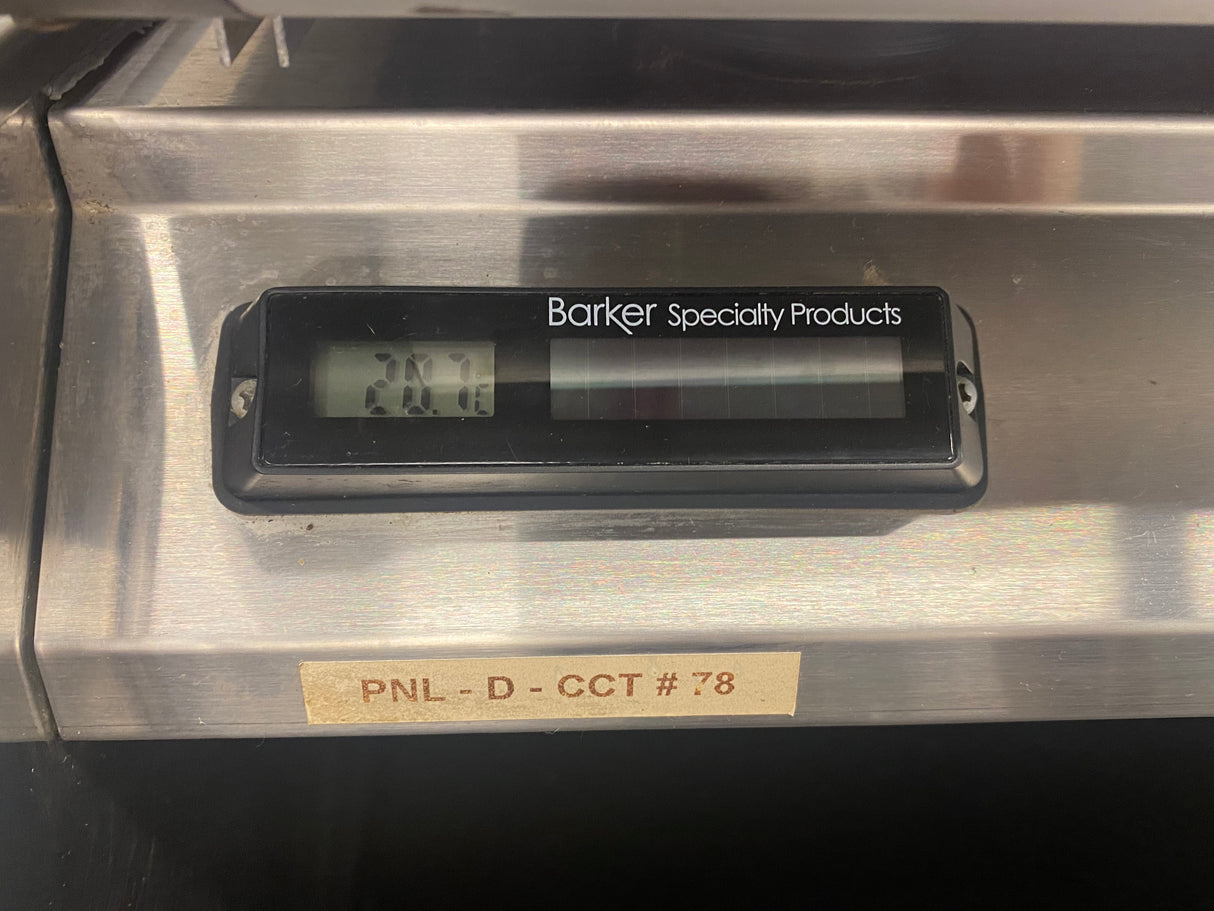 Barker Specialty Products
PNL - D - CCT # 78